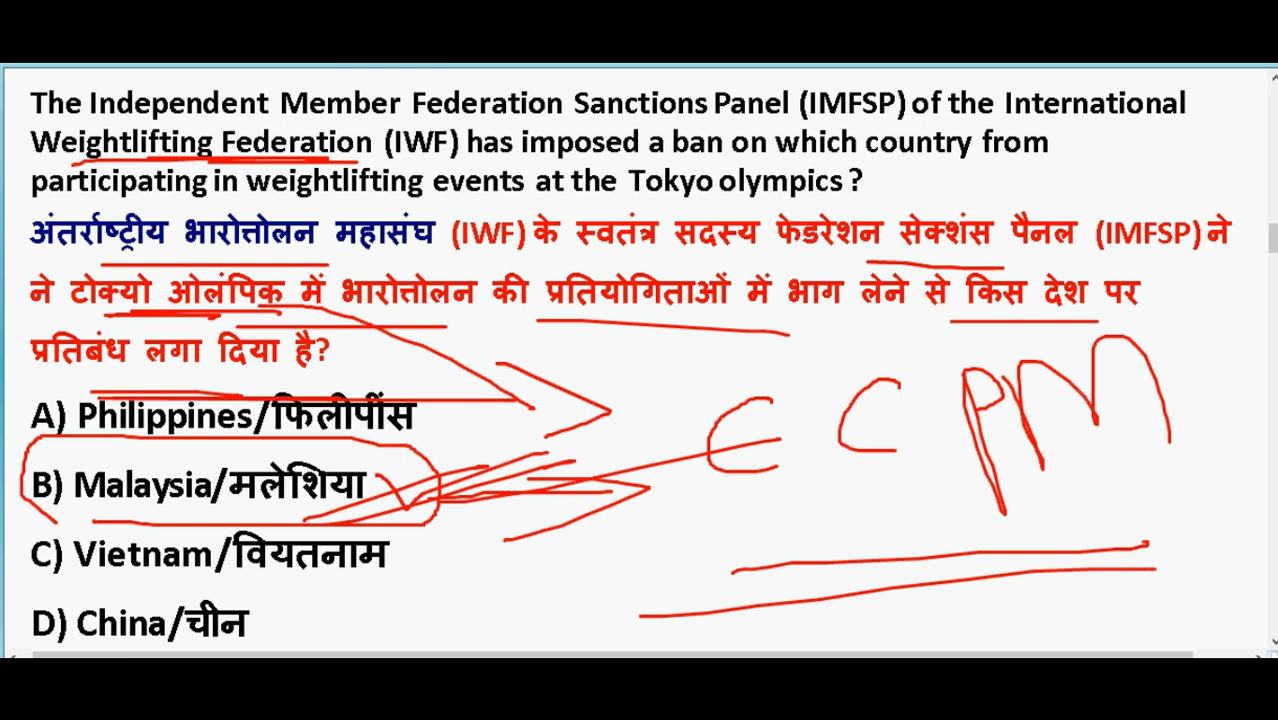 The Independent Member Federation Sanctions Panel (IMFSP) of the International
Weightlifting Federation (IWF) has imposed a ban on which country from
participating in weightlifting events at the Tokyo olympics ?
अंतर्राष्ट्रीय भारोत्तोलन महासंघ (IWF) के स्वतंत्र सदस्य फेडरेशन सेक्शंस पैनल (IMFSP) ने
ने टोक्यो ओलंपिक में भारोत्तोलन की प्रतियोगिताओं में भाग लेने से किस देश पर
प्रतिबंध लगा दिया है?
A) Philippines/फिलीपींस
B) Malaysia/मलेशिया
C) Vietnam/वियतनाम
D) China/चीन
C C P M